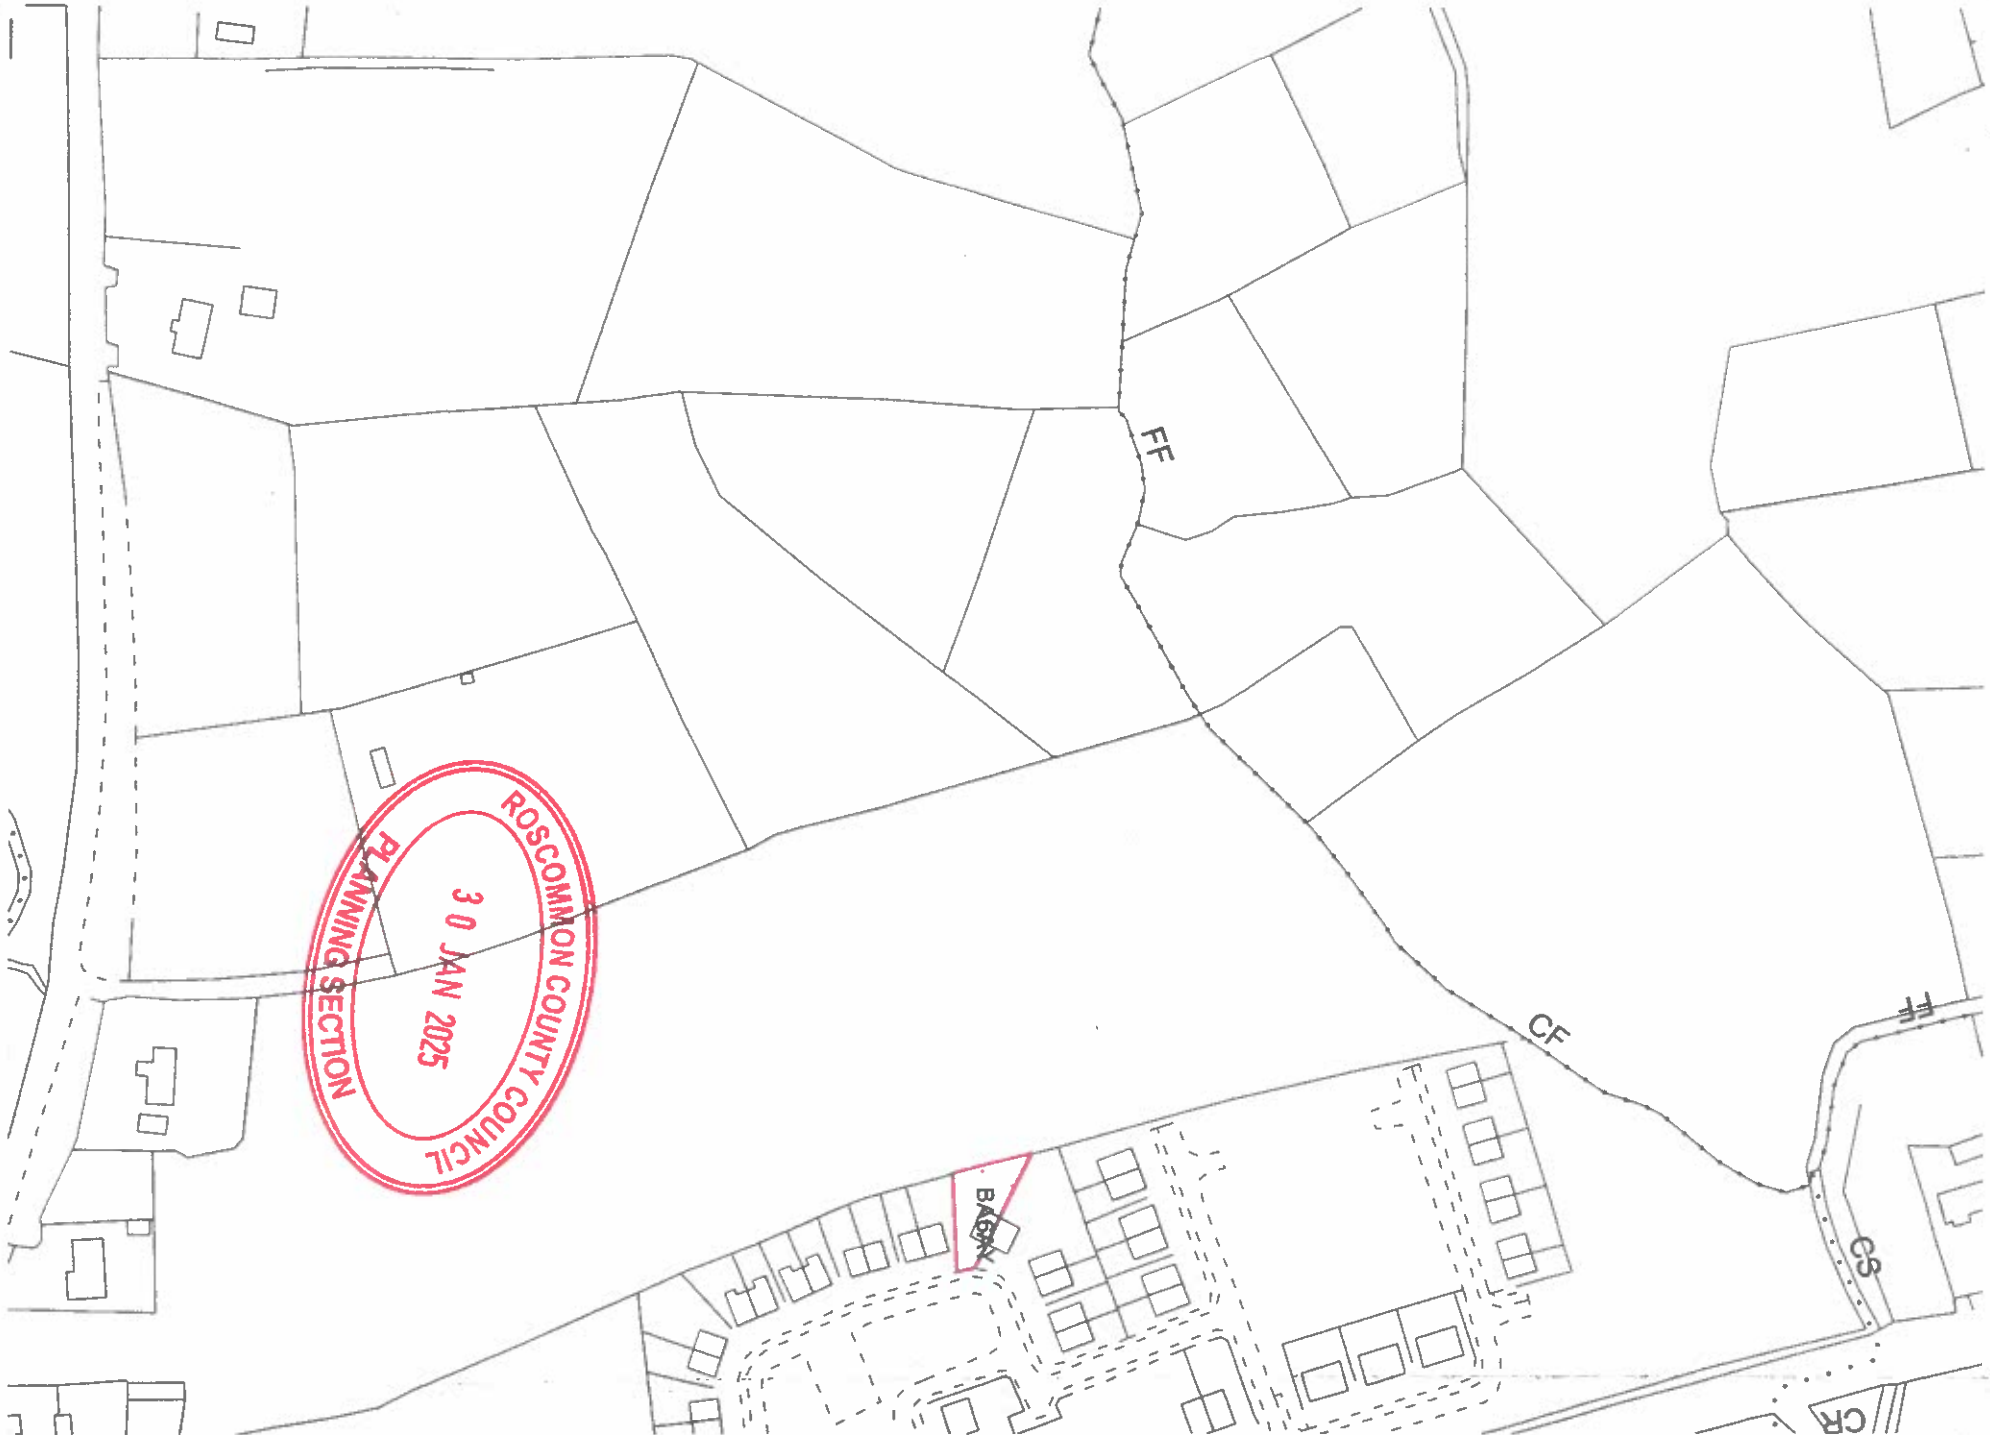 FF
ROSCOMMON COUNTY COUNCIL
30 JAN 2025
PLANNING SECTION
CF
FF
CS
CR